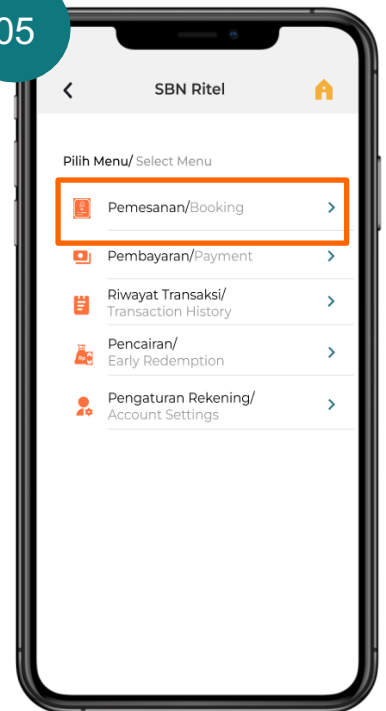 05
SBN Ritel
Pilih Menu/ Select Menu
Pemesanan/Booking
Pembayaran/Payment
Riwayat Transaksi/
Transaction History
Pencairan/
Early Redemption
Pengaturan Rekening/
Account Settings